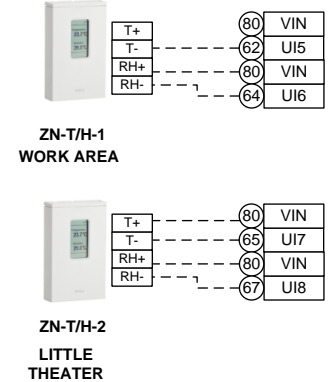 T+
T-
RH+
RH-
80 VIN
62 UI5
80 VIN
64 UI6
ZN-T/H-1
WORK AREA
T+
T-
RH+
RH-
80 VIN
65 UI7
80 VIN
67 UI8
ZN-T/H-2
LITTLE
THEATER